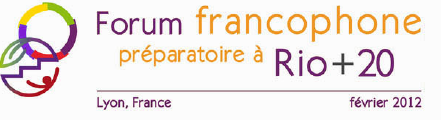 Forum francophone
préparatoire à Rio+20
Lyon, France février 2012